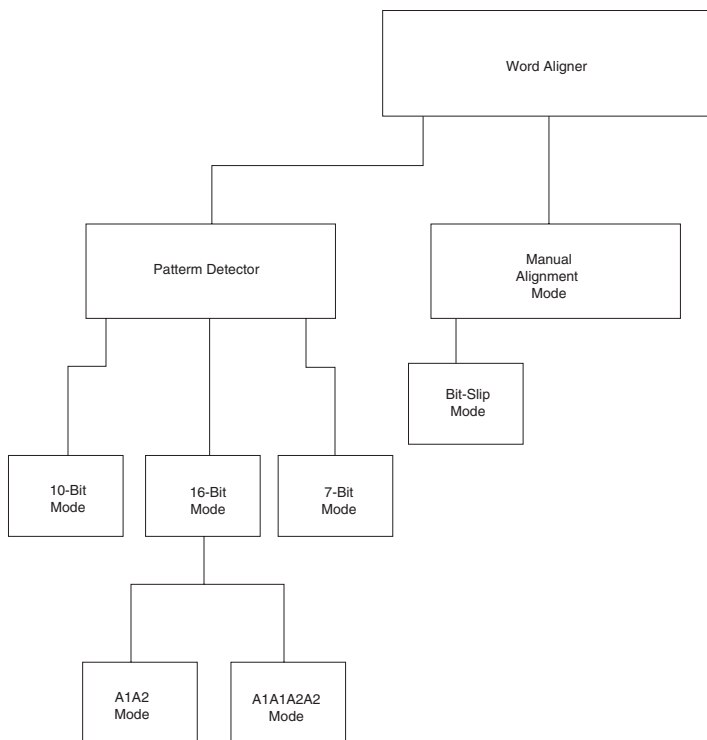 Word Aligner
Patterm Detector
Manual
Alignment
Mode
Bit-Slip
Mode
10-Bit
Mode
16-Bit
Mode
7-Bit
Mode
A1A2
Mode
A1A1A2A2
Mode